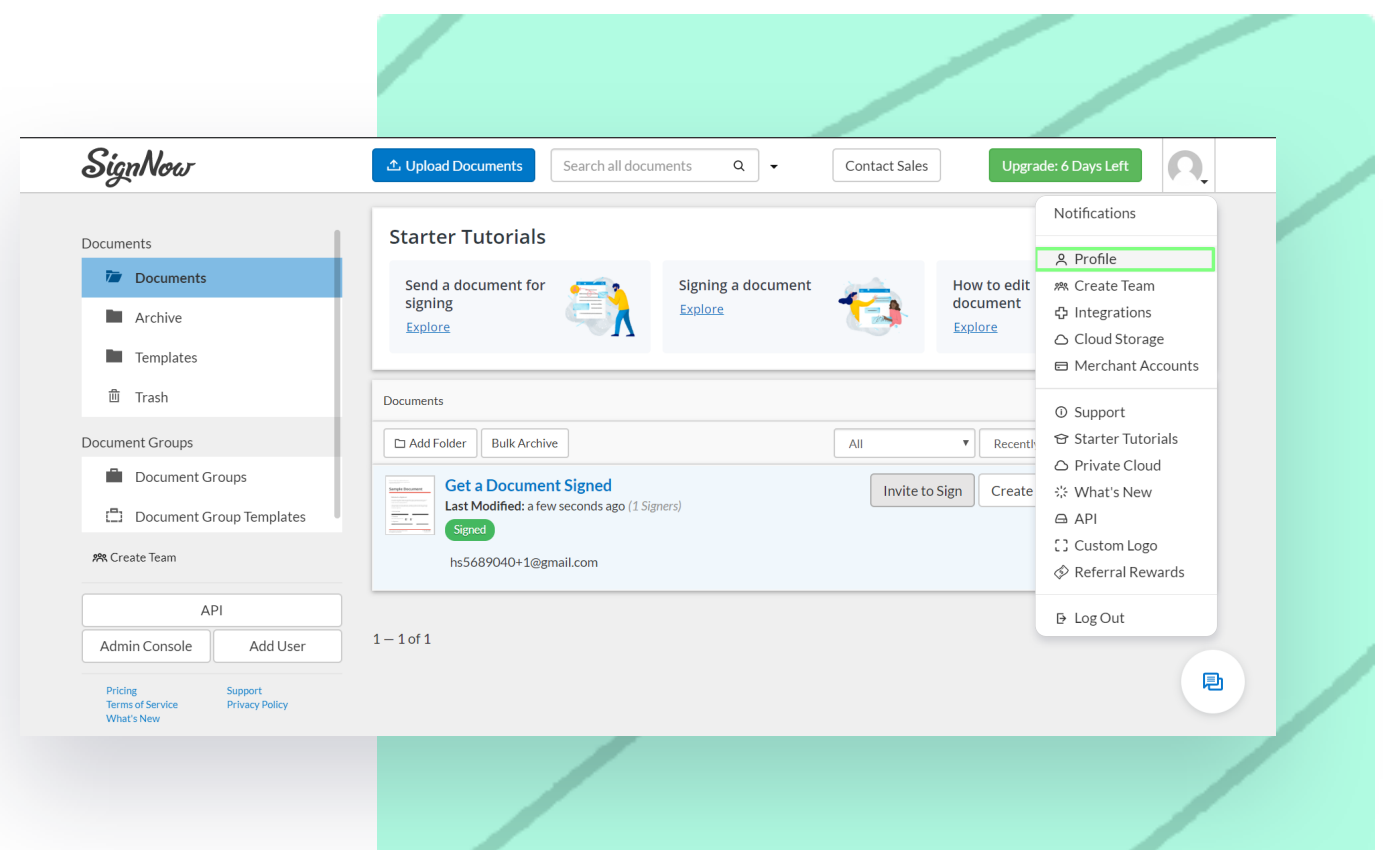 SignNow
Upload Documents
Search all documents
Contact Sales
Upgrade: 6 Days Left
Documents
Documents
Archive
Templates
Trash
Document Groups
Document Groups
Document Group Templates
Create Team
API
Admin Console
Add User
Pricing
Support
Terms of Service
Privacy Policy
What's New
Starter Tutorials
Send a document for
signing
Explore
Signing a document
Explore
How to edit
document
Explore
Documents
Add Folder
Bulk Archive
All
Sample Document
Get a Document Signed
Last Modified: a few seconds ago (1 Signers)
Signed
hs5689040+1@gmail.com
Invite to Sign
Create
1 — 1 of 1
Notifications
Profile
Create Team
Integrations
Cloud Storage
Merchant Accounts
Support
Starter Tutorials
Private Cloud
What's New
API
Custom Logo
Referral Rewards
Log Out